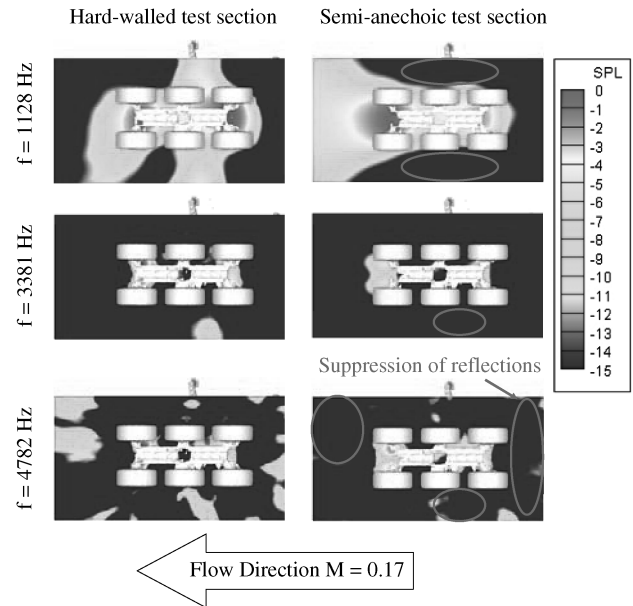 Hard-walled test section
Semi-anechoic test section
f = 1128 Hz
f = 3381 Hz
f = 4782 Hz
SPL
0
-1
-2
-3
-4
-5
-6
-7
-8
-9
-10
-11
-12
-13
-14
-15
Suppression of reflections
Flow Direction M = 0.17